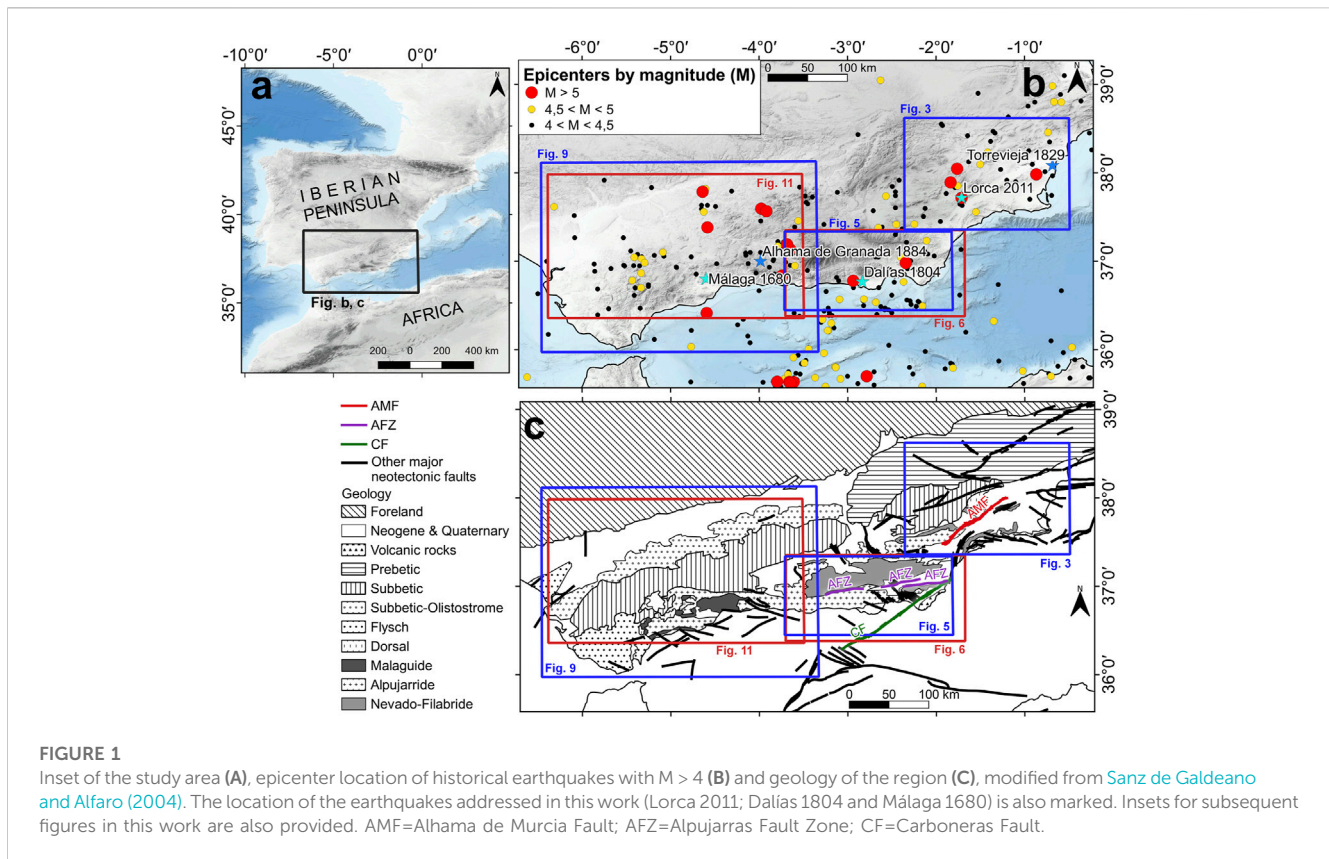 -10°0′ -5°0′ 0°0′
45°0′
40°0′
35°0′
a
N
IBERIAN
PENINSULA
AFRICA
Fig. b, c
200 0 200 400 km
-6°0′ -5°0′ -4°0′ -3°0′ -2°0′ -1°0′
Epicenters by magnitude (M)
M > 5
4,5 < M < 5
4 < M < 4,5
0 50 100 km
b
N
39°0′
38°0′
37°0′
36°0′
Fig. 3
Fig. 9
Fig. 11
Fig. 5
Fig. 6
Torrevieja 1829
Lorca 2011
Alhama de Granada 1884
Málaga 1680
Dalías 1804
AMF
AFZ
CF
Other major
neotectonic faults
Geology
Foreland
Neogene & Quaternary
Volcanic rocks
Prebetic
Subbetic
Subbetic-Olistostrome
Flysch
Dorsal
Malaguide
Alpujarride
Nevado-Filabride
c
N
39°0′
38°0′
37°0′
36°0′
AMF
AFZ
AFZ
AFZ
CF
Fig. 3
Fig. 5
Fig. 6
Fig. 11
Fig. 9
0 50 100 km
FIGURE 1
Inset of the study area (A), epicenter location of historical earthquakes with M > 4 (B) and geology of the region (C), modified from Sanz de Galdeano
and Alfaro (2004). The location of the earthquakes addressed in this work (Lorca 2011; Dalías 1804 and Málaga 1680) is also marked. Insets for subsequent
figures in this work are also provided. AMF=Alhama de Murcia Fault; AFZ=Alpujarras Fault Zone; CF=Carboneras Fault.